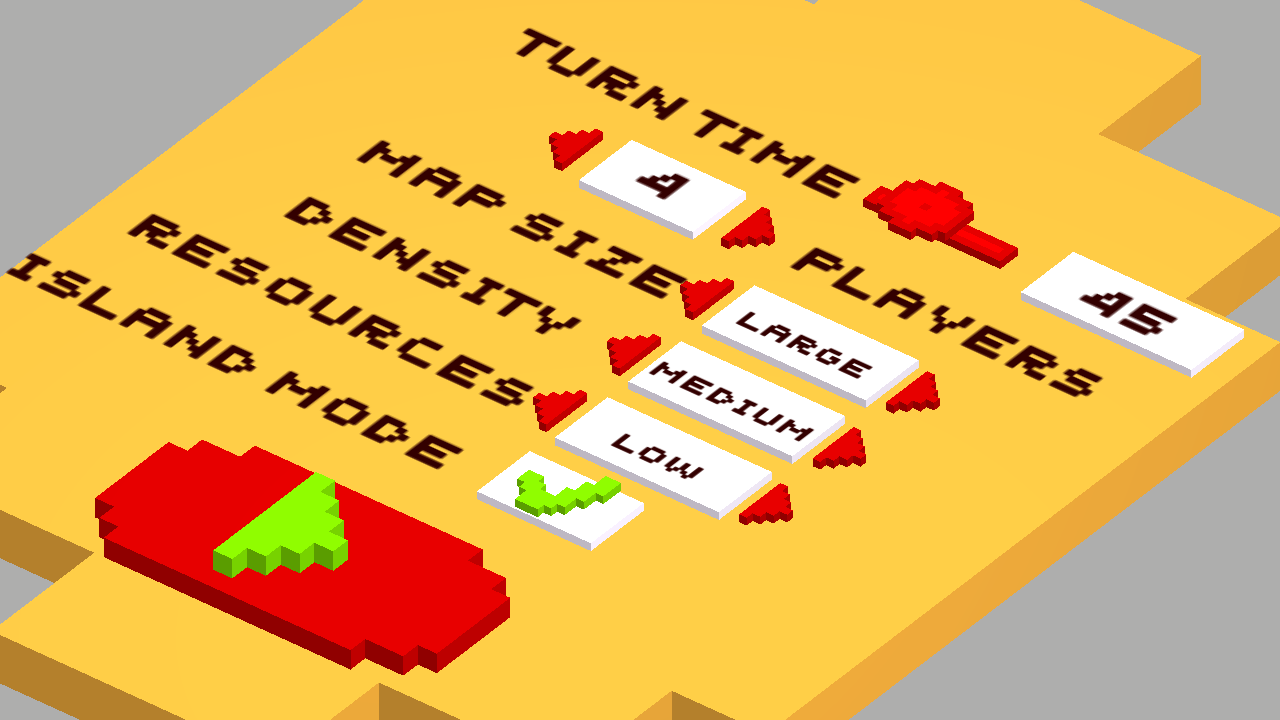 TURN TIME
45
4
PLAYERS
MAP SIZE
LARGE
DENSITY
MEDIUM
RESOURCES
LOW
ISLAND MODE